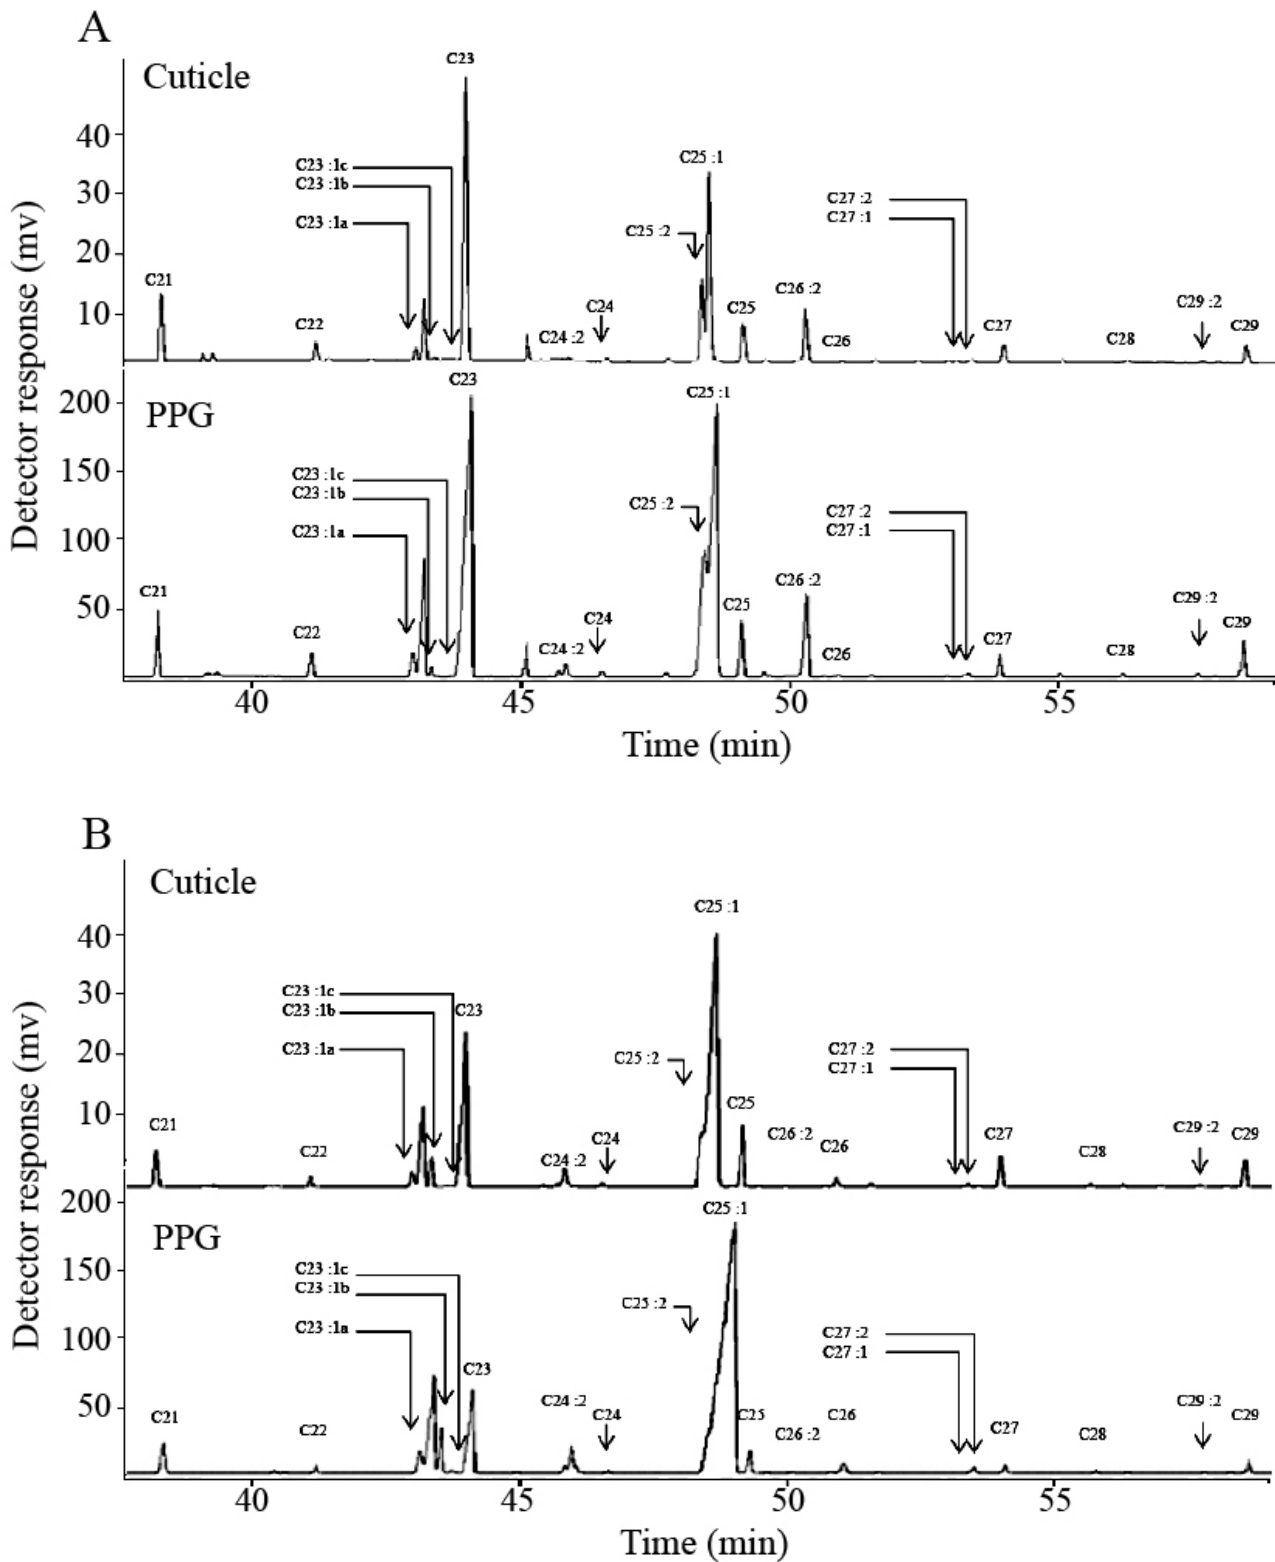 A
Cuticle
C23
40
C23 :1c
C25 :1
C23 :1b
30
C27 :2
C27 :1
C23 :1a
C25 :2
20
C21
C26 :2
C29 :2
C24
C25
10
C22
C27
C29
C24 :2
C26
C28
Detector response (mv)
PPG
C23
200
C25 :1
150
C23 :1c
C23 :1b
C25 :2
C27 :2
C27 :1
C23 :1a
100
C21
C26 :2
C29 :2
50
C25
C24
C22
C29
C27
C24 :2
C26
C28
Detector response (mv)
40
45
50
55
Time (min)
B
Cuticle
C25 :1
40
C23 :1c
30
C23 :1b
C23
C23 :1a
C27 :2
20
C25 :2
C27 :1
C25
10
C21
C26 :2
C27
C29 :2
C29
C24
C26
C22
C24 :2
C28
Detector response (mv)
PPG
200
C25 :1
150
C23 :1c
C23 :1b
C25 :2
C23 :1a
C27 :2
100
C27 :1
C23
C24 :2
C29 :2
50
C21
C24
C25
C26
C29
C22
C26 :2
C27
C28
Detector response (mv)
40
45
50
55
Time (min)